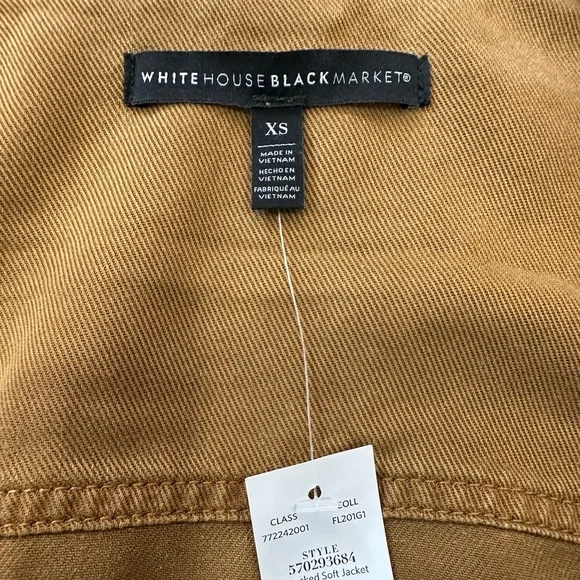 WHITE HOUSE BLACK MARKET®
XS
MADE IN
VIETNAM
HECHO EN
VIETNAM
FABRIQUÉ AU
VIETNAM
CLASS
772242001
FL201G1
STYLE
570293684
Soft Jacket